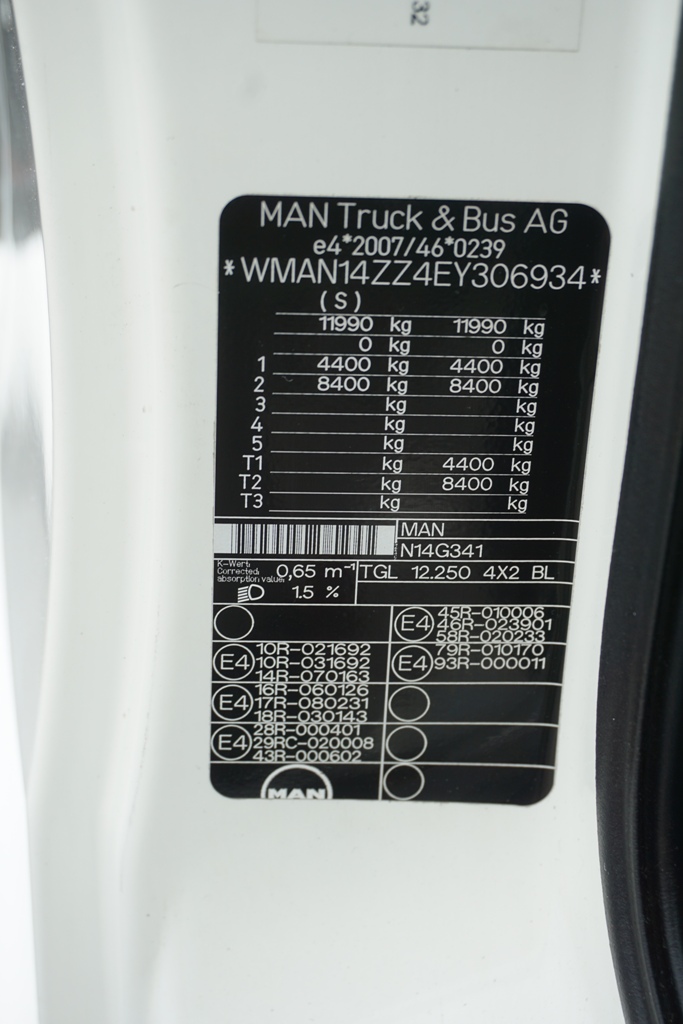 32
MAN Truck & Bus AG
e4*2007/46*0239
*WMAN14ZZ4EY306934*
(S)
11990 kg 11990 kg
0 kg 0 kg
1 4400 kg 4400 kg
2 8400 kg 8400 kg
3 kg kg
4 kg kg
5 kg kg
T1 kg 4400 kg
T2 kg 8400 kg
T3 kg kg
MAN
N14G341
K-Wert:
Corrected
absorption value:
0,65 m⁻¹
1.5 %
TGL 12.250 4X2 BL
E4
45R-010006
46R-023901
58R-020233
E4
10R-021692
10R-031692
14R-070163
E4
79R-010170
93R-000011
E4
16R-060126
17R-080231
18R-030143
E4
28R-000401
29RC-020008
43R-000602
MAN